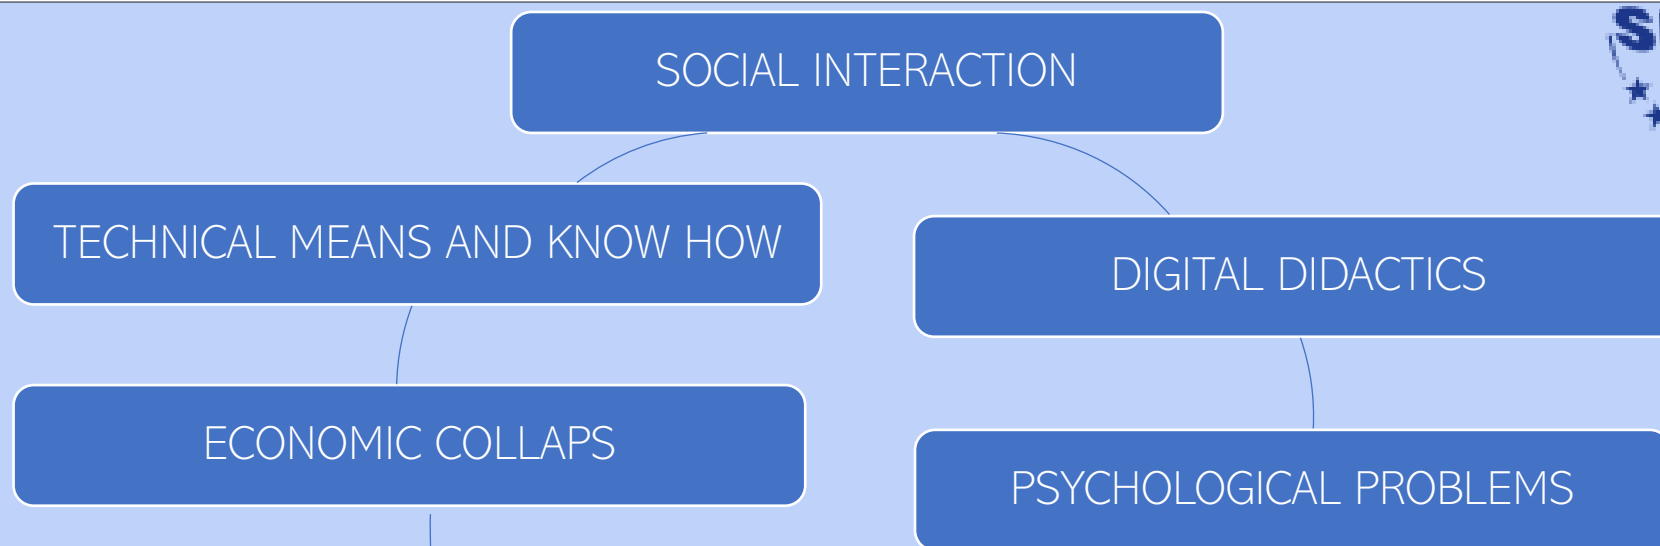 SOCIAL INTERACTION
TECHNICAL MEANS AND KNOW HOW
DIGITAL DIDACTICS
ECONOMIC COLLAPS
PSYCHOLOGICAL PROBLEMS